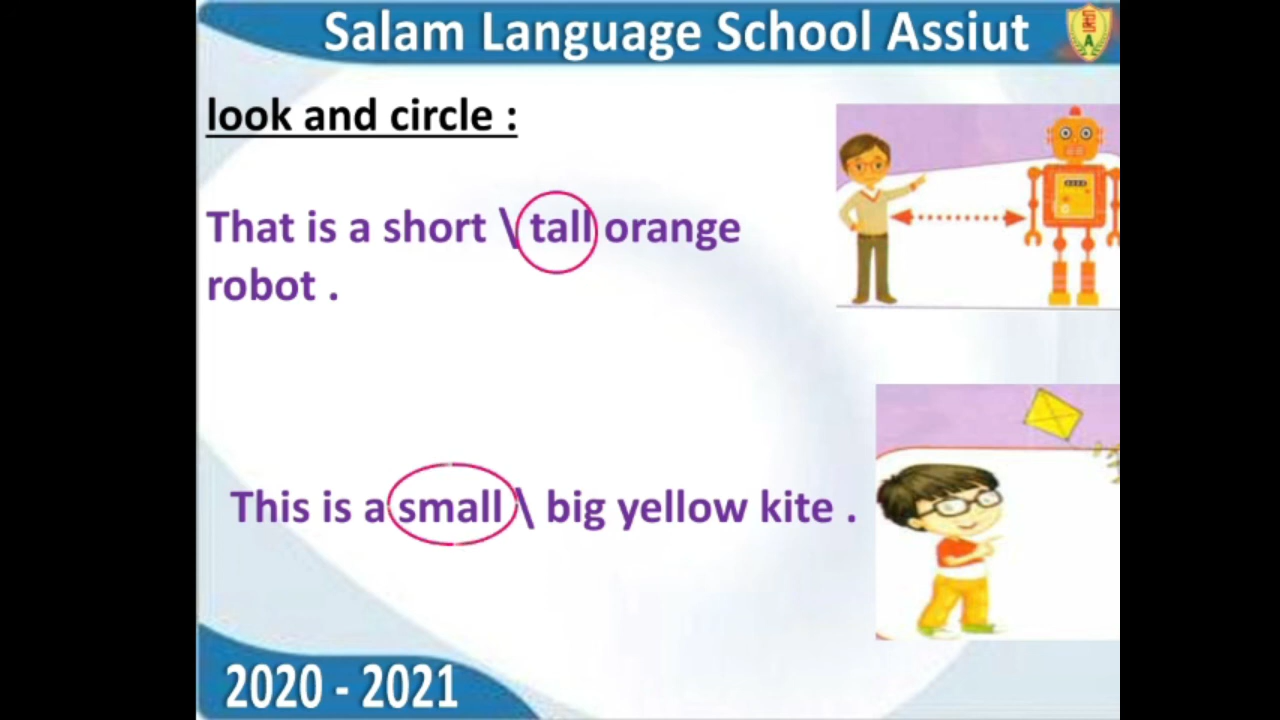 Salam Language School Assiut
look and circle :
That is a short \ tall orange
robot .
This is a small \ big yellow kite .
2020 - 2021